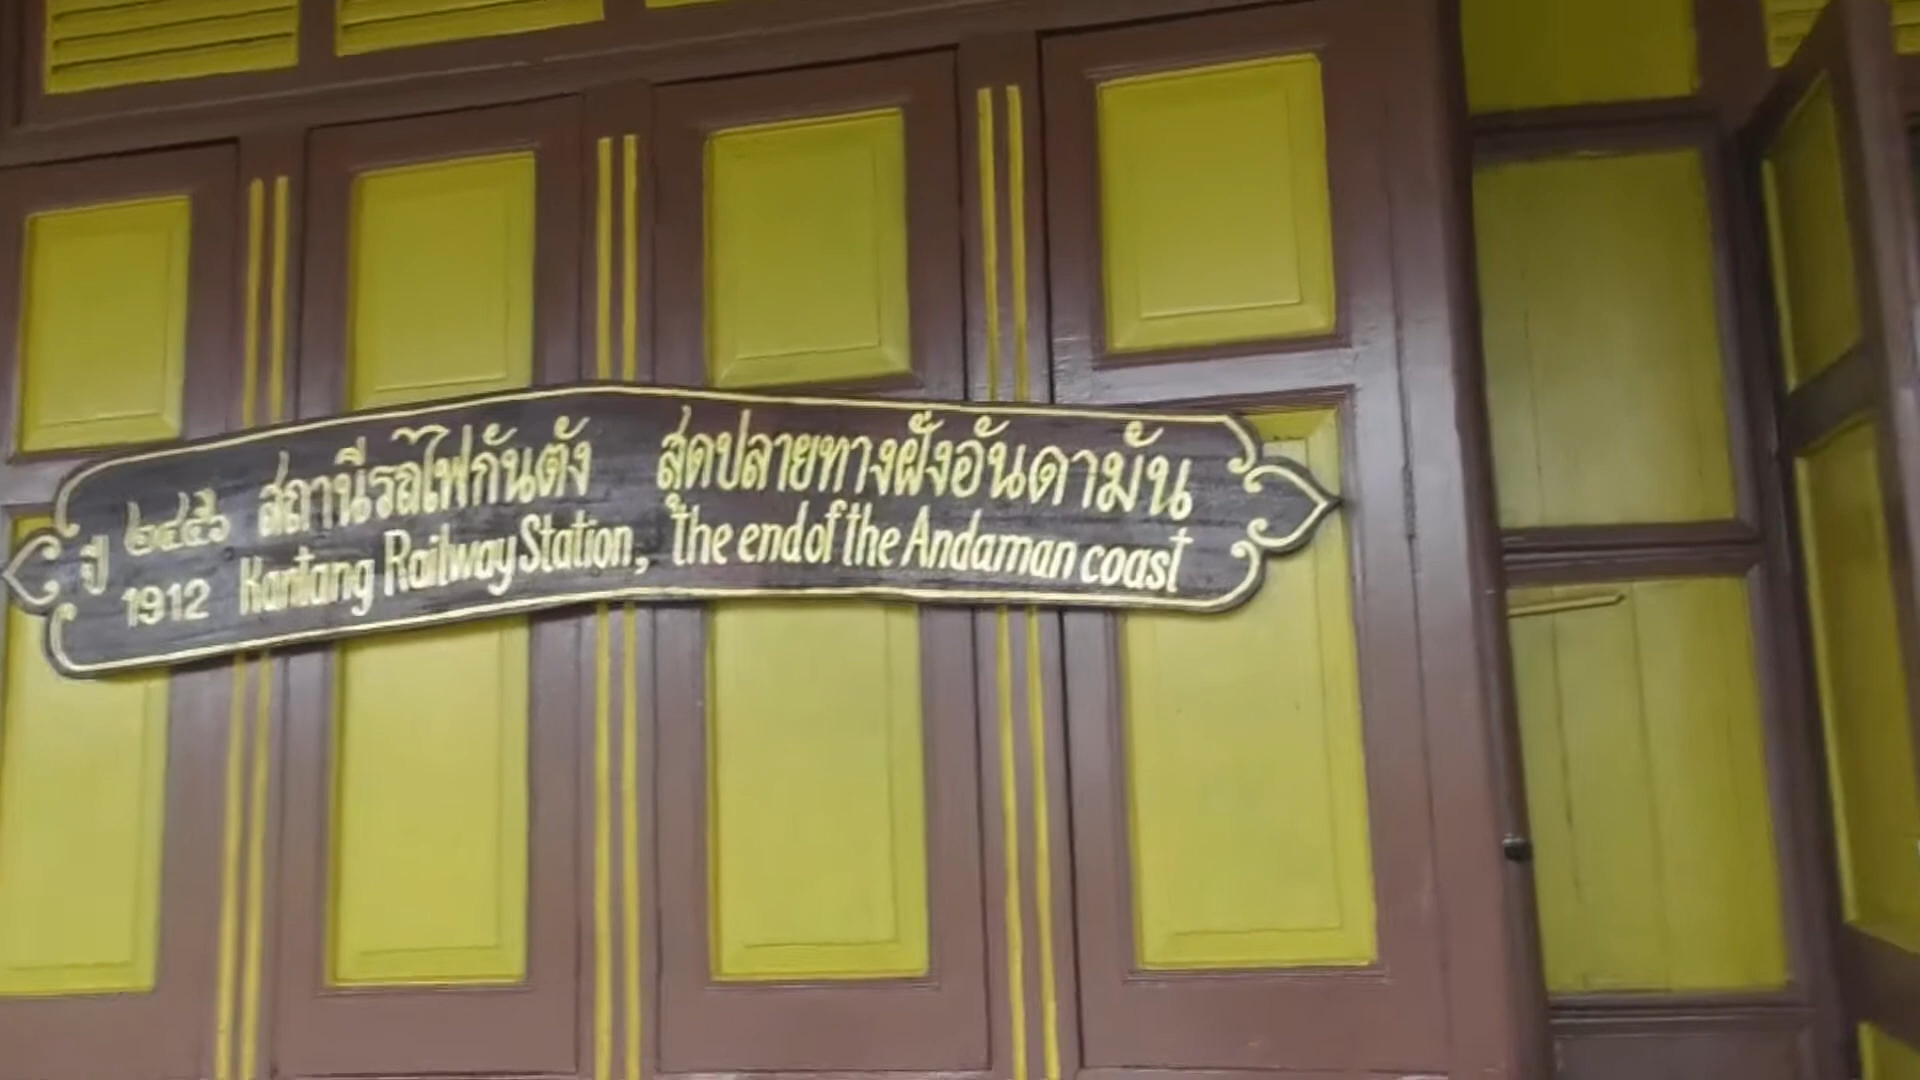 ปี ๒๔๕๖ สถานีรถไฟกันตัง สุดปลายทางฝั่งอันดามัน
1912 Kantang Railway Station, the end of the Andaman coast